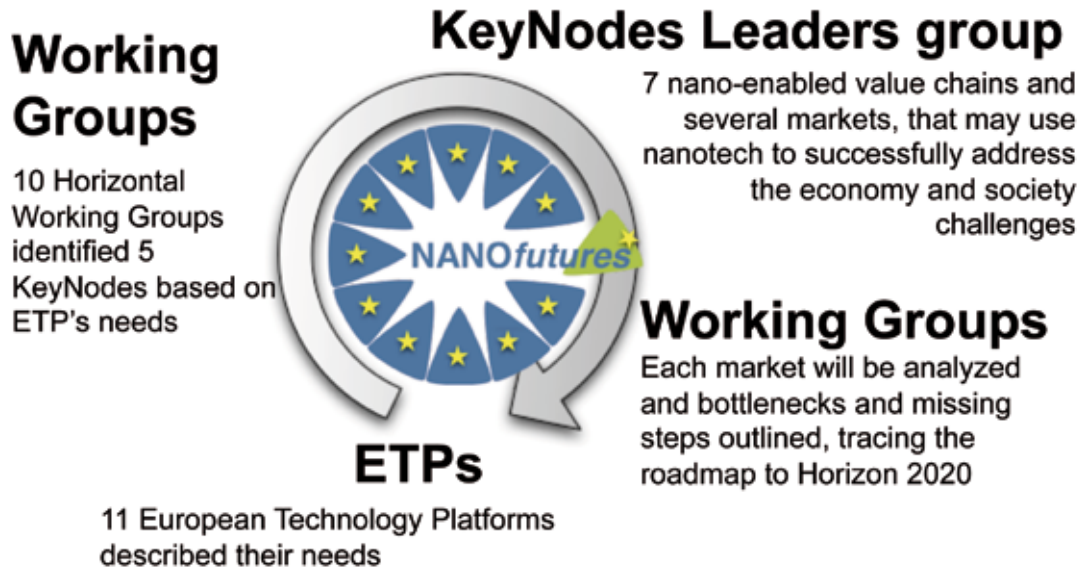 Working
Groups
10 Horizontal
Working Groups
identified 5
KeyNodes based on
ETP's needs
KeyNodes Leaders group
7 nano-enabled value chains and
several markets, that may use
nanotech to successfully address
the economy and society
challenges
NANOfutures
Working Groups
Each market will be analyzed
and bottlenecks and missing
steps outlined, tracing the
roadmap to Horizon 2020
ETPs
11 European Technology Platforms
described their needs